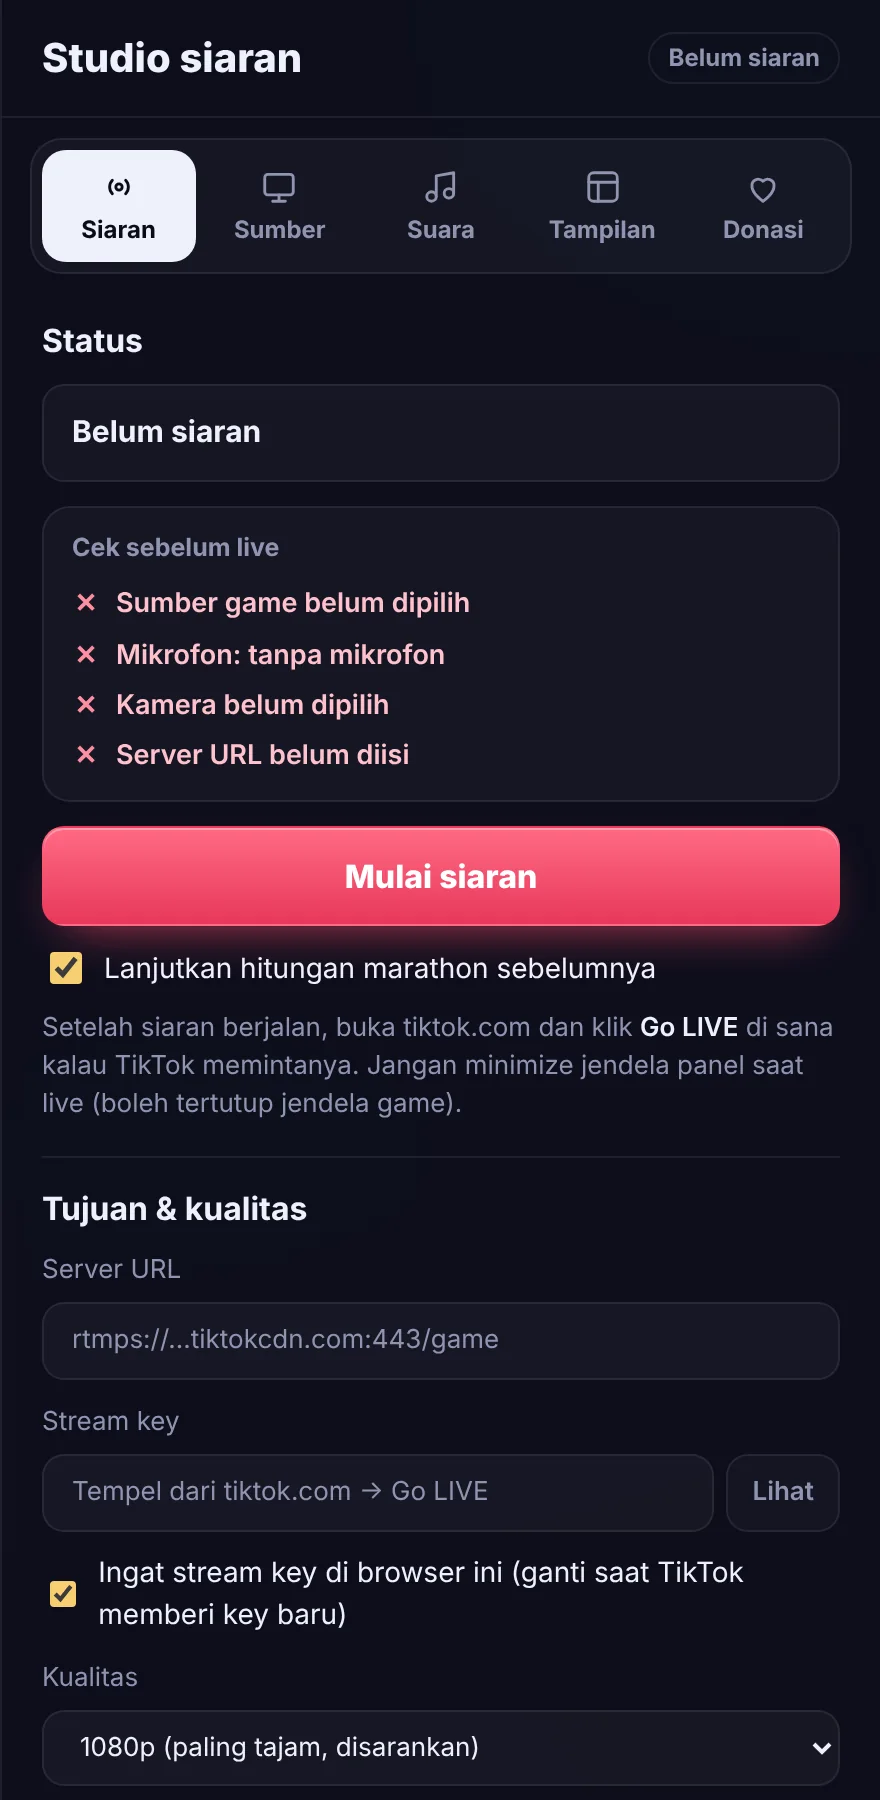 Studio siaran
Belum siaran
Siaran
Sumber
Suara
Tampilan
Donasi
Status
Belum siaran
Cek sebelum live
✕ Sumber game belum dipilih
✕ Mikrofon: tanpa mikrofon
✕ Kamera belum dipilih
✕ Server URL belum diisi
Mulai siaran
Lanjutkan hitungan marathon sebelumnya
Setelah siaran berjalan, buka tiktok.com dan klik Go LIVE di sana
kalau TikTok memintanya. Jangan minimize jendela panel saat
live (boleh tertutup jendela game).
Tujuan & kualitas
Server URL
rtmps://...tiktokcdn.com:443/game
Stream key
Tempel dari tiktok.com → Go LIVE
Lihat
Ingat stream key di browser ini (ganti saat TikTok
memberi key baru)
Kualitas
1080p (paling tajam, disarankan)